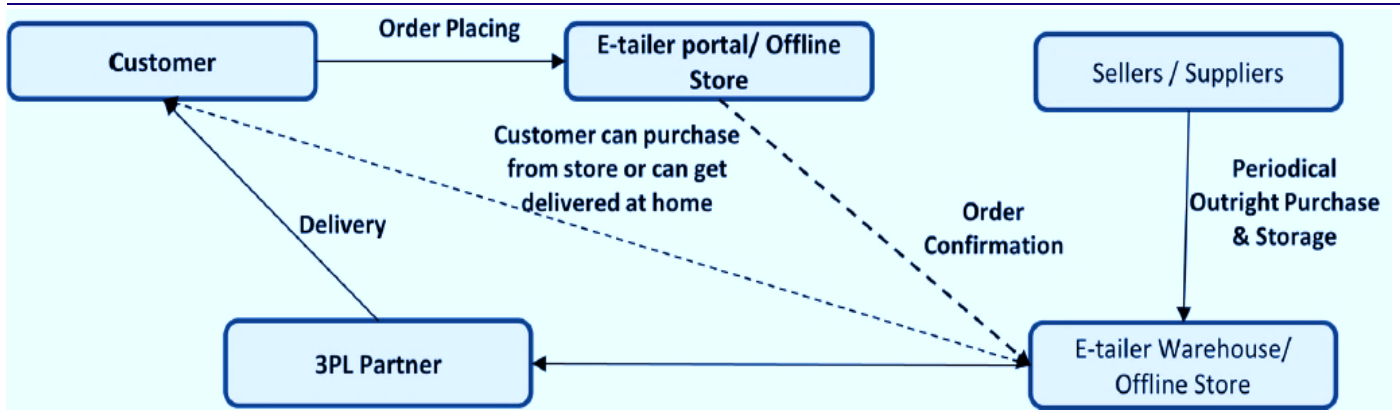 Order Placing
Customer
E-tailer portal/ Offline
Store
Sellers / Suppliers
Customer can purchase
from store or can get
delivered at home
Periodical
Outright Purchase
& Storage
Delivery
Order
Confirmation
3PL Partner
E-tailer Warehouse/
Offline Store